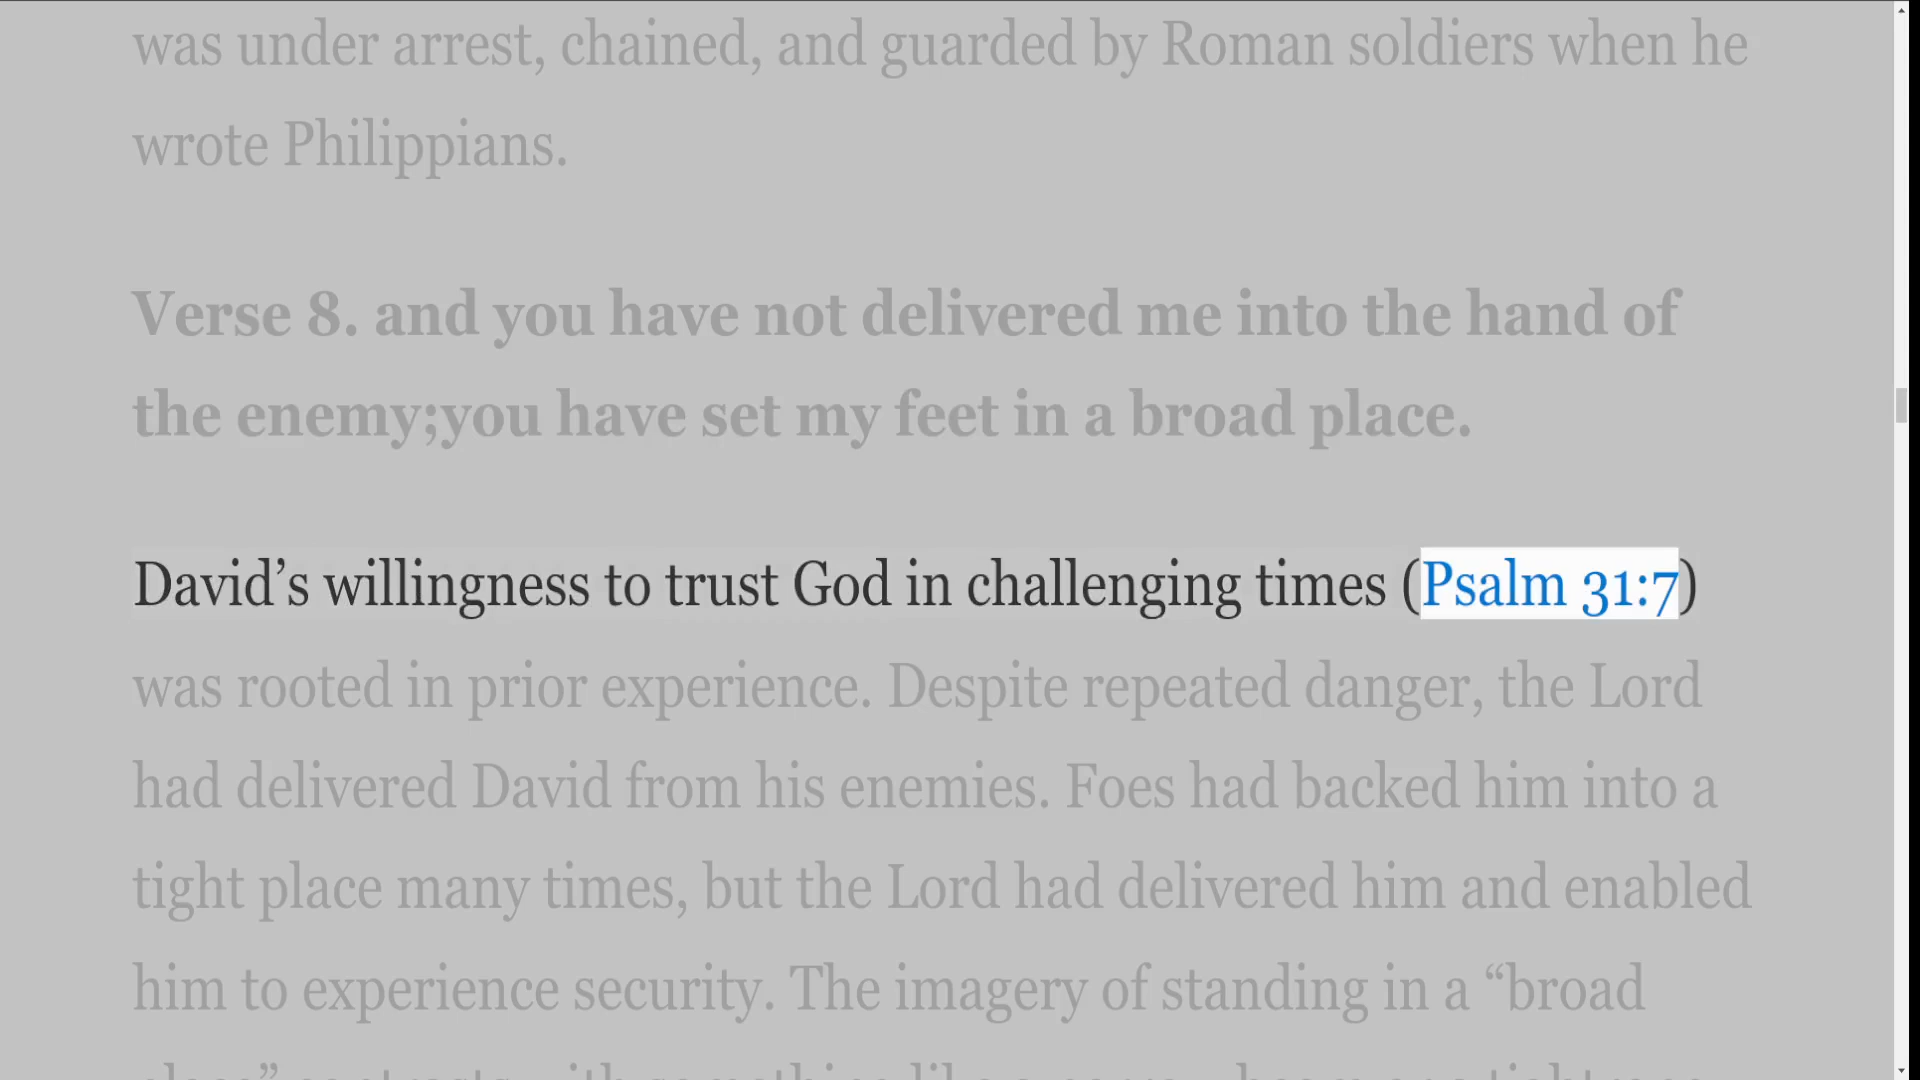 was under arrest, chained, and guarded by Roman soldiers when he
wrote Philippians.
Verse 8. and you have not delivered me into the hand of
the enemy;you have set my feet in a broad place.
David’s willingness to trust God in challenging times (Psalm 31:7)
was rooted in prior experience. Despite repeated danger, the Lord
had delivered David from his enemies. Foes had backed him into a
tight place many times, but the Lord had delivered him and enabled
him to experience security. The imagery of standing in a “broad